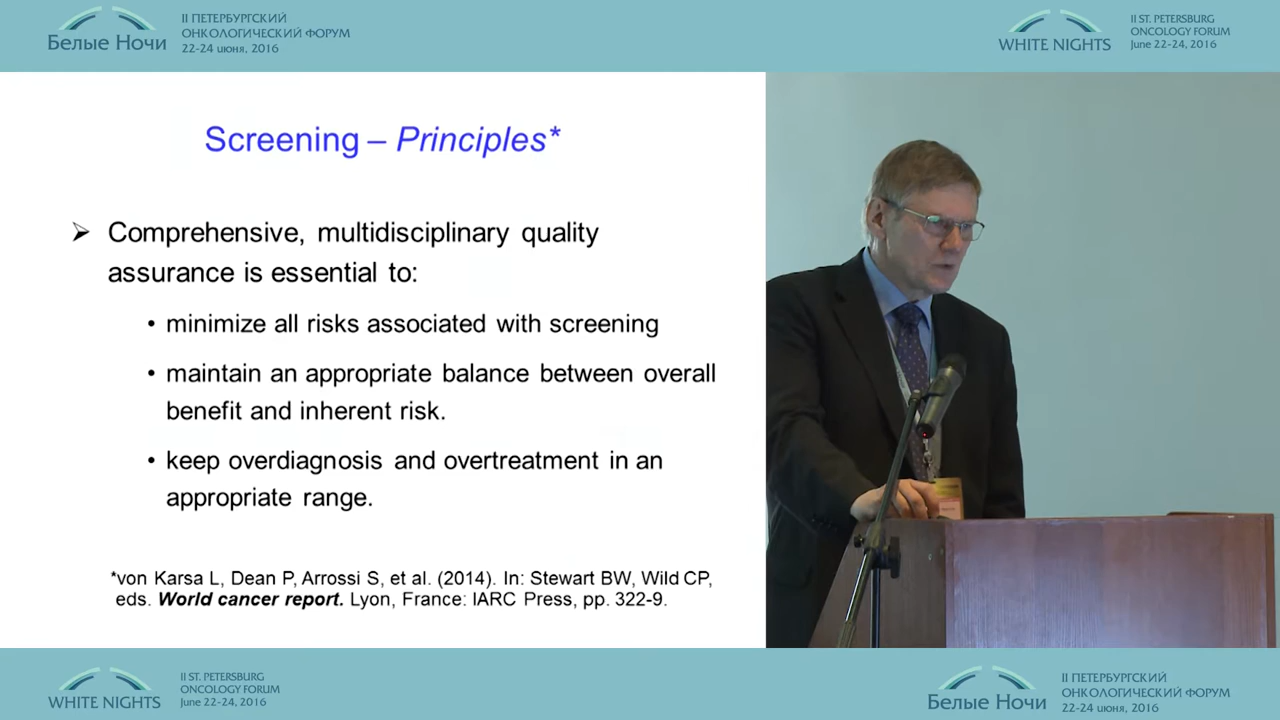 Белые Ночи
II ПЕТЕРБУРГСКИЙ
ОНКОЛОГИЧЕСКИЙ ФОРУМ
22-24 июня, 2016
WHITE NIGHTS
II ST. PETERSBURG
ONCOLOGY FORUM
June 22-24, 2016
Screening – Principles*
➢ Comprehensive, multidisciplinary quality
assurance is essential to:
• minimize all risks associated with screening
• maintain an appropriate balance between overall
benefit and inherent risk.
• keep overdiagnosis and overtreatment in an
appropriate range.
*von Karsa L, Dean P, Arrossi S, et al. (2014). In: Stewart BW, Wild CP,
eds. World cancer report. Lyon, France: IARC Press, pp. 322-9.
WHITE NIGHTS
II ST. PETERSBURG
ONCOLOGY FORUM
June 22-24, 2016
Белые Ночи
II ПЕТЕРБУРГСКИЙ
ОНКОЛОГИЧЕСКИЙ ФОРУМ
22-24 июня, 2016